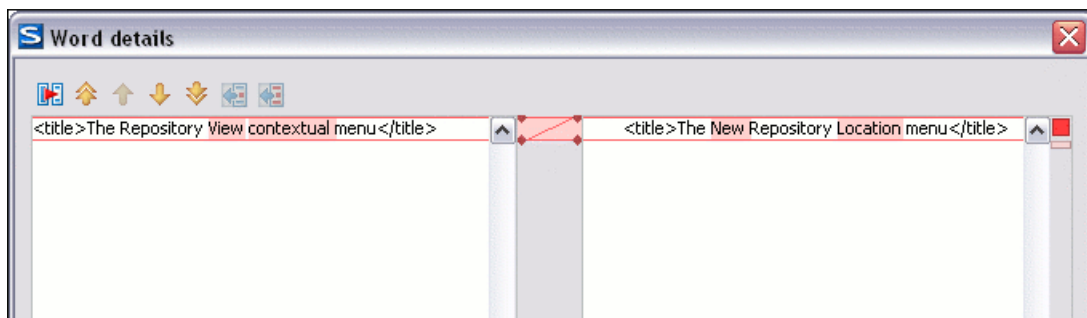 Word details
<title>The Repository View contextual menu</title>
<title>The New Repository Location menu</title>